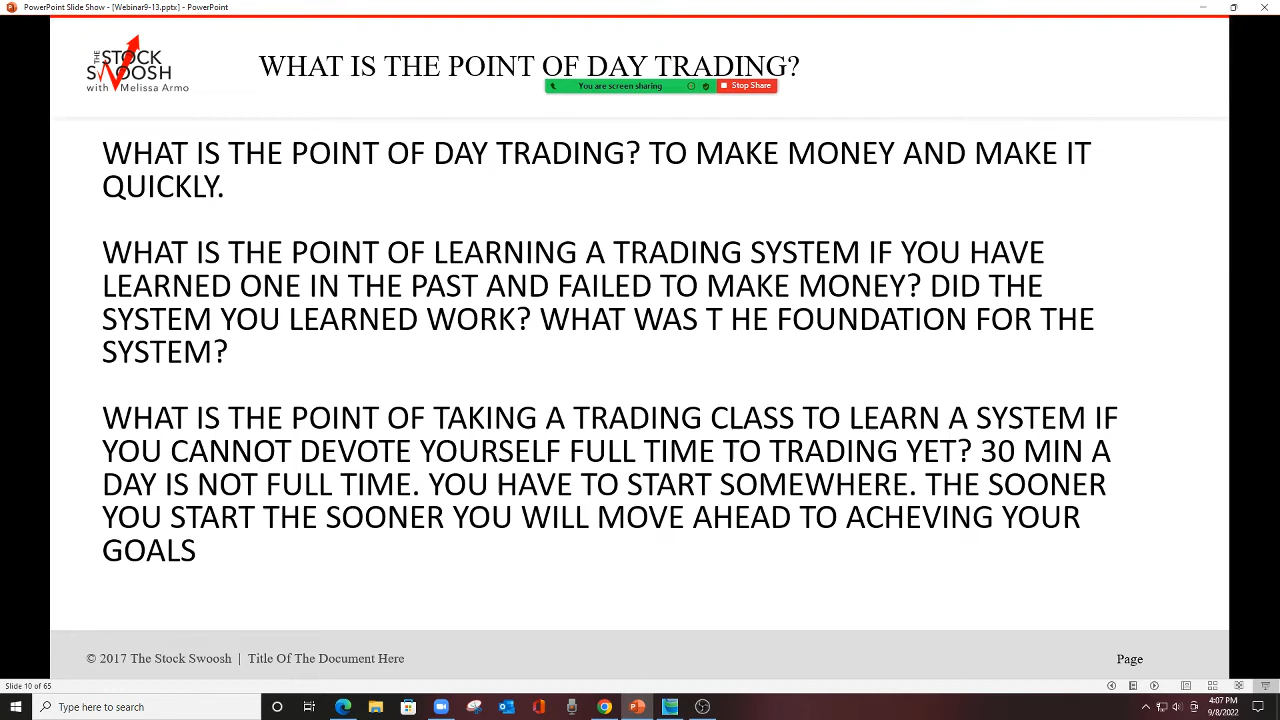 PowerPoint Slide Show - [Webinar9-13.pptx] - PowerPoint
THE
STOCK
SWOOSH
with Melissa Armo
WHAT IS THE POINT OF DAY TRADING?
You are screen sharing
Stop Share
WHAT IS THE POINT OF DAY TRADING? TO MAKE MONEY AND MAKE IT
QUICKLY.
WHAT IS THE POINT OF LEARNING A TRADING SYSTEM IF YOU HAVE
LEARNED ONE IN THE PAST AND FAILED TO MAKE MONEY? DID THE
SYSTEM YOU LEARNED WORK? WHAT WAS T HE FOUNDATION FOR THE
SYSTEM?
WHAT IS THE POINT OF TAKING A TRADING CLASS TO LEARN A SYSTEM IF
YOU CANNOT DEVOTE YOURSELF FULL TIME TO TRADING YET? 30 MIN A
DAY IS NOT FULL TIME. YOU HAVE TO START SOMEWHERE. THE SOONER
YOU START THE SOONER YOU WILL MOVE AHEAD TO ACHEVING YOUR
GOALS
© 2017 The Stock Swoosh | Title Of The Document Here
Page
Slide 10 of 65
Type here to search
4:07 PM
9/8/2022